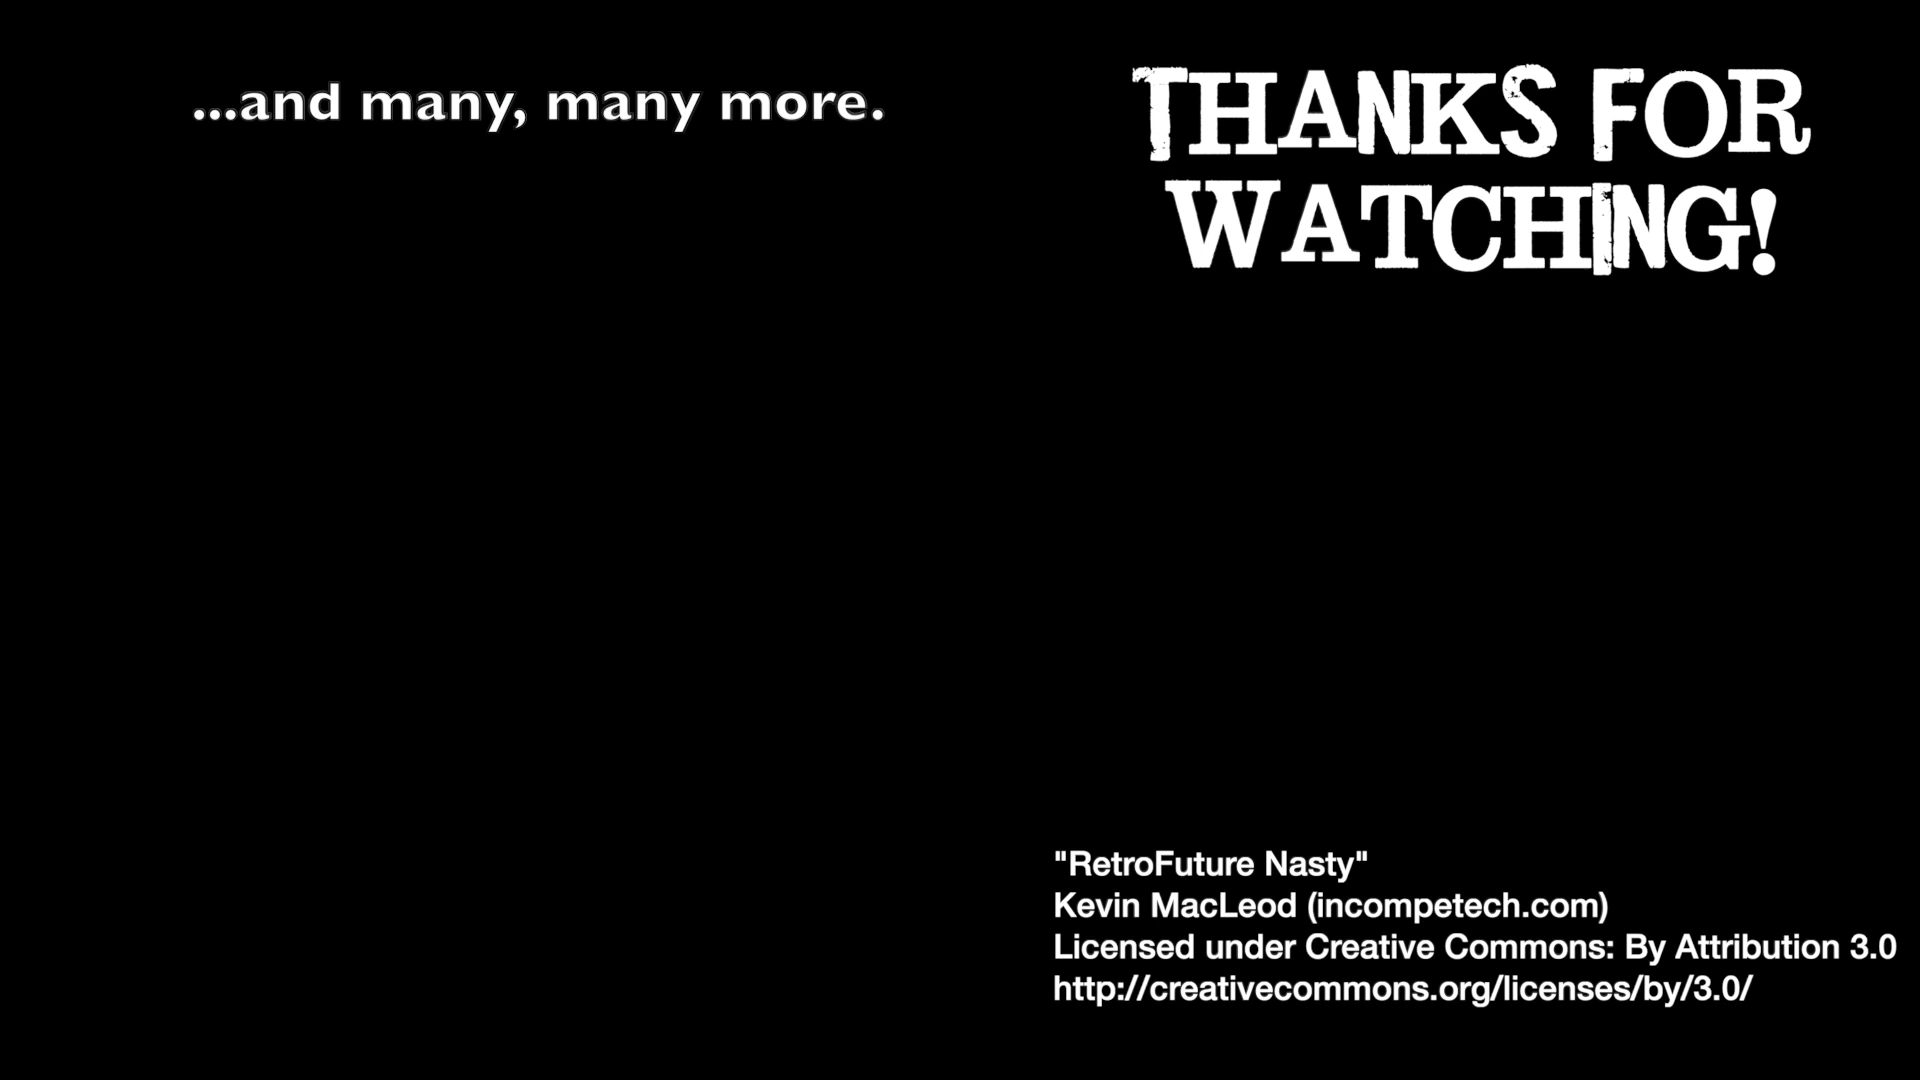 ...and many, many more.
THANKS FOR
WATCHING!
"RetroFuture Nasty"
Kevin MacLeod (incompetech.com)
Licensed under Creative Commons: By Attribution 3.0
http://creativecommons.org/licenses/by/3.0/